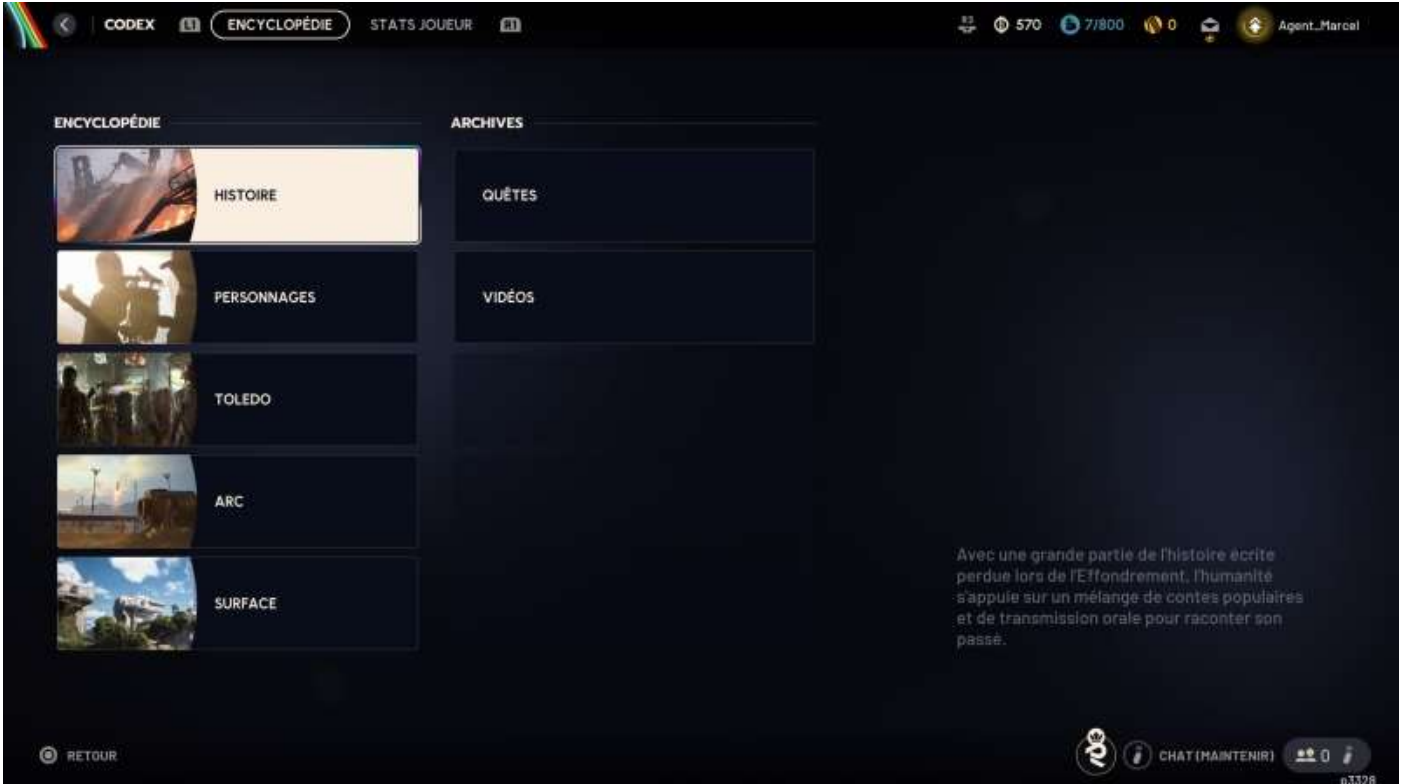 CODEX
ENCYCLOPÉDIE
STATS JOUEUR
570
7/800
0
Agent_Marcel
ENCYCLOPÉDIE
ARCHIVES
HISTOIRE
QUÊTES
PERSONNAGES
VIDÉOS
TOLEDO
ARC
SURFACE
Avec une grande partie de l'histoire écrite
perdue lors de l'Effondrement, l'humanité
s'appuie sur un mélange de contes populaires
et de transmission orale pour raconter son
passé.
RETOUR
CHAT (MAINTENIR)
0